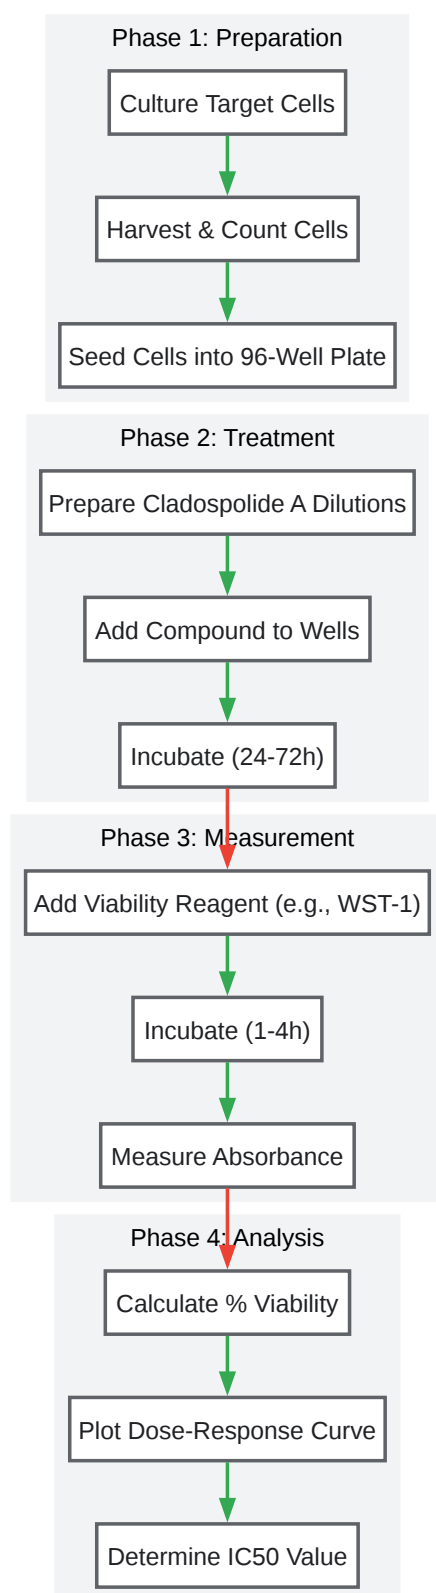 Phase 1: Preparation
Culture Target Cells
Harvest & Count Cells
Seed Cells into 96-Well Plate
Phase 2: Treatment
Prepare Cladospolide A Dilutions
Add Compound to Wells
Incubate (24-72h)
Phase 3: Measurement
Add Viability Reagent (e.g., WST-1)
Incubate (1-4h)
Measure Absorbance
Phase 4: Analysis
Calculate % Viability
Plot Dose-Response Curve
Determine IC50 Value